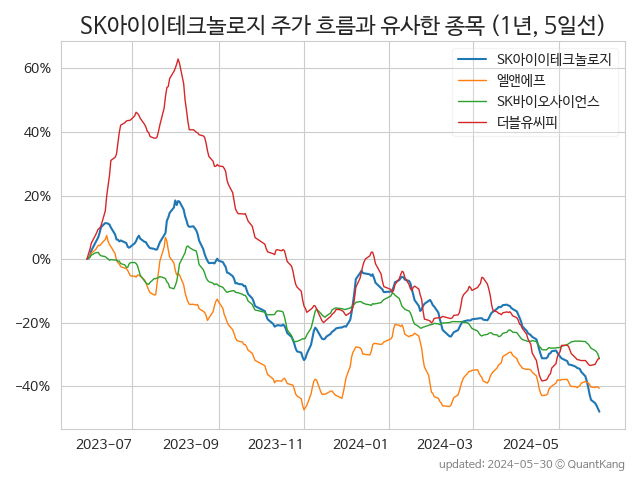 SK아이이테크놀로지 주가 흐름과 유사한 종목 (1년, 5일선)
SK아이이테크놀로지
엘앤에프
SK바이오사이언스
더블유씨피
60%
40%
20%
0%
−20%
−40%
2023-07
2023-09
2023-11
2024-01
2024-03
2024-05
updated: 2024-05-30 © QuantKang